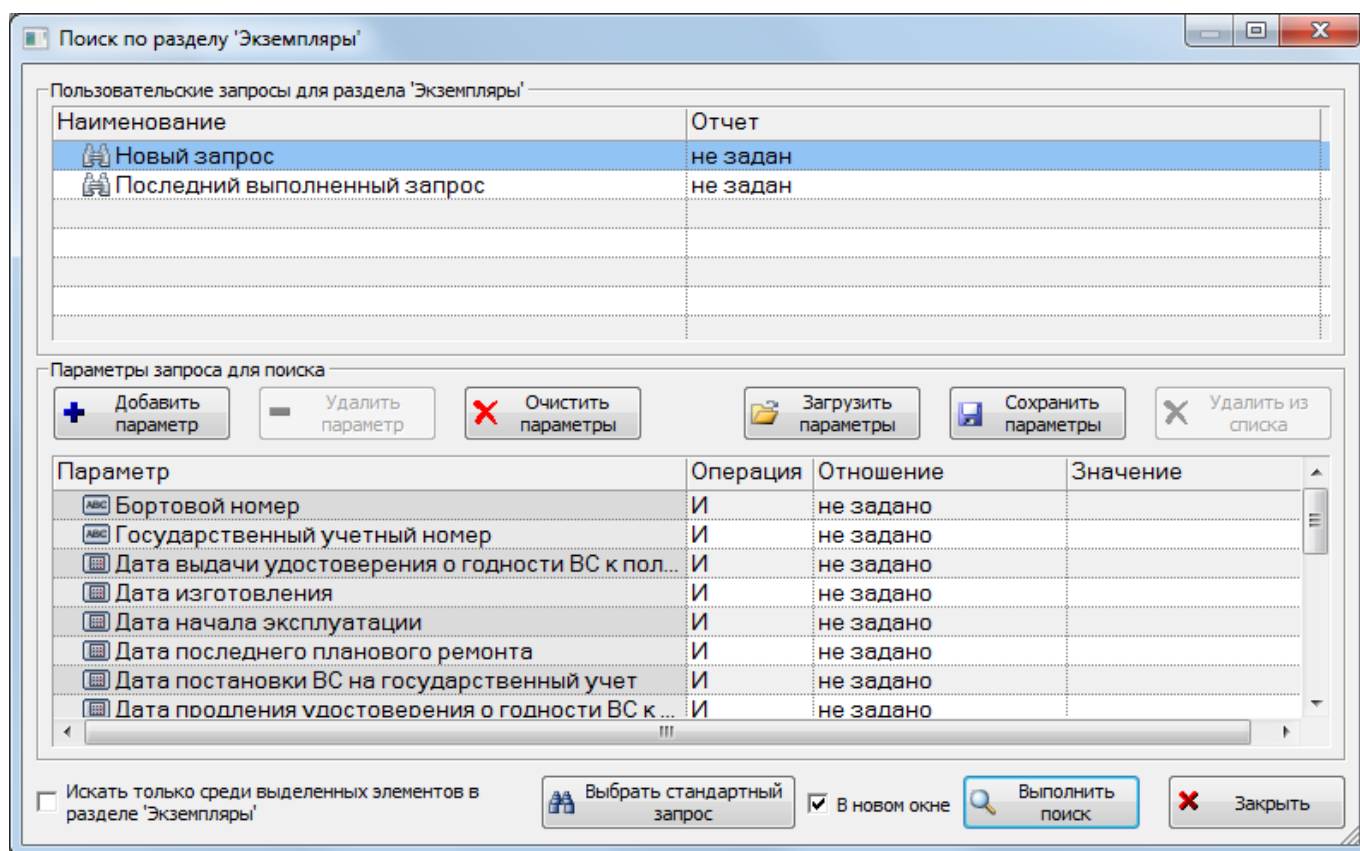 Поиск по разделу 'Экземпляры'
Пользовательские запросы для раздела 'Экземпляры'
Наименование Отчет
Новый запрос не задан
Последний выполненный запрос не задан
Параметры запроса для поиска
Добавить параметр
Удалить параметр
Очистить параметры
Загрузить параметры
Сохранить параметры
Удалить из списка
Параметр Операция Отношение Значение
ABC Бортовой номер И не задано
ABC Государственный учетный номер И не задано
Дата выдачи удостоверения о годности ВС к пол... И не задано
Дата изготовления И не задано
Дата начала эксплуатации И не задано
Дата последнего планового ремонта И не задано
Дата постановки ВС на государственный учет И не задано
Дата продления удостоверения о годности ВС к ... И не задано
Искать только среди выделенных элементов в
разделе 'Экземпляры'
Выбрать стандартный
запрос
В новом окне
Выполнить
поиск
Закрыть